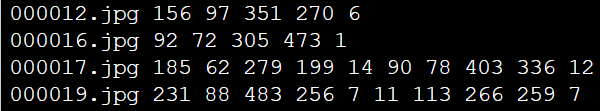 000012.jpg 156 97 351 270 6
000016.jpg 92 72 305 473 1
000017.jpg 185 62 279 199 14 90 78 403 336 12
000019.jpg 231 88 483 256 7 11 113 266 259 7